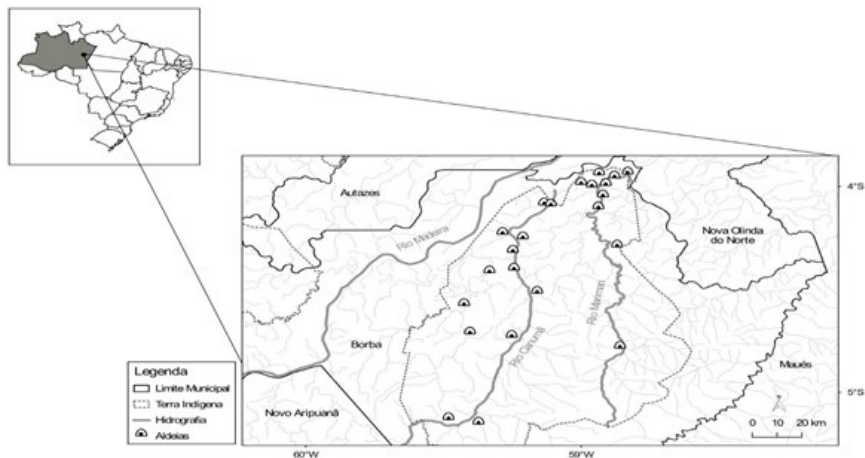 Autazes
Nova Olinda
do Norte
Rio Madeira
Rio Marimari
Rio Canumã
Borba
Maués
Novo Aripuanã
4°S
5°S
60°W
59°W
0 10 20 km
Legenda
Limite Municipal
Terra Indígena
Hidrografia
Aldeias